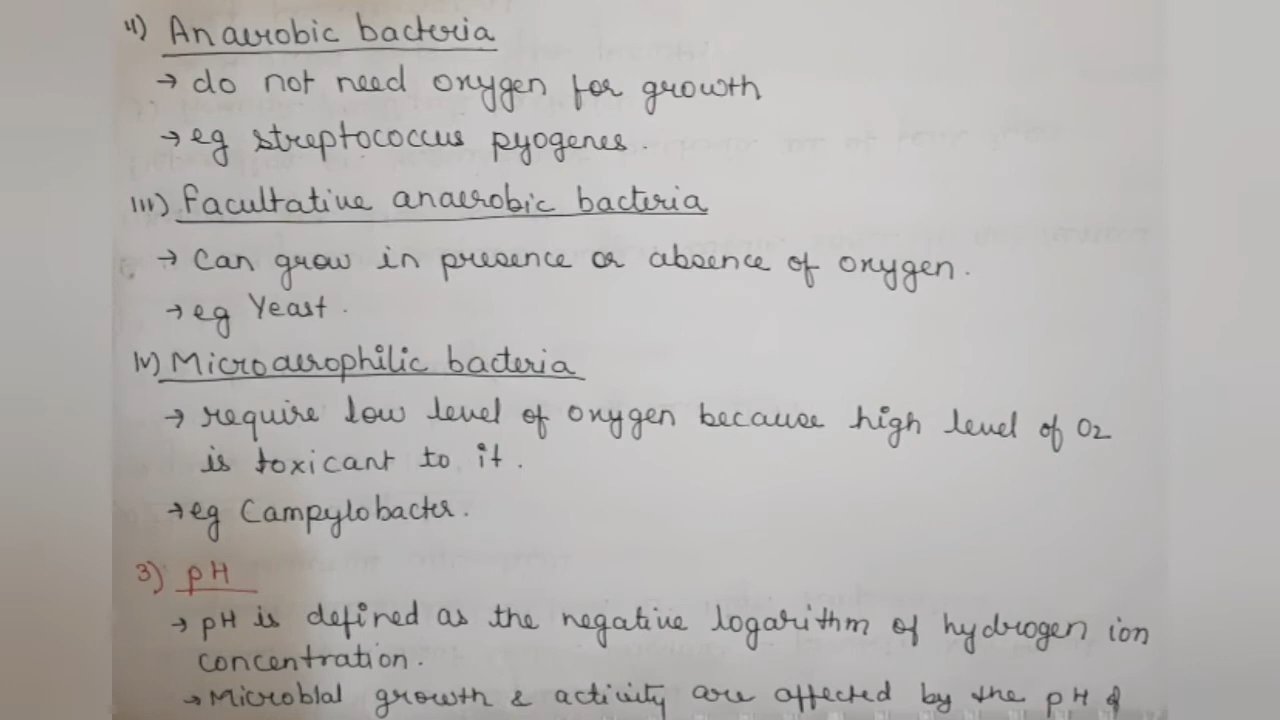 11) Anaerobic bacteria
→ do not need oxygen for growth
→ eg streptococcus pyogenes.
111) facultative anaerobic bacteria
→ can grow in presence or absence of oxygen.
→ eg Yeast.
IV) Microaerophilic bacteria
→ require low level of oxygen because high level of O2
is toxicant to it.
→ eg Campylobacter.
3) pH
→ pH is defined as the negative logarithm of hydrogen ion
concentration.
→ Microbial growth & activity are affected by the pH &